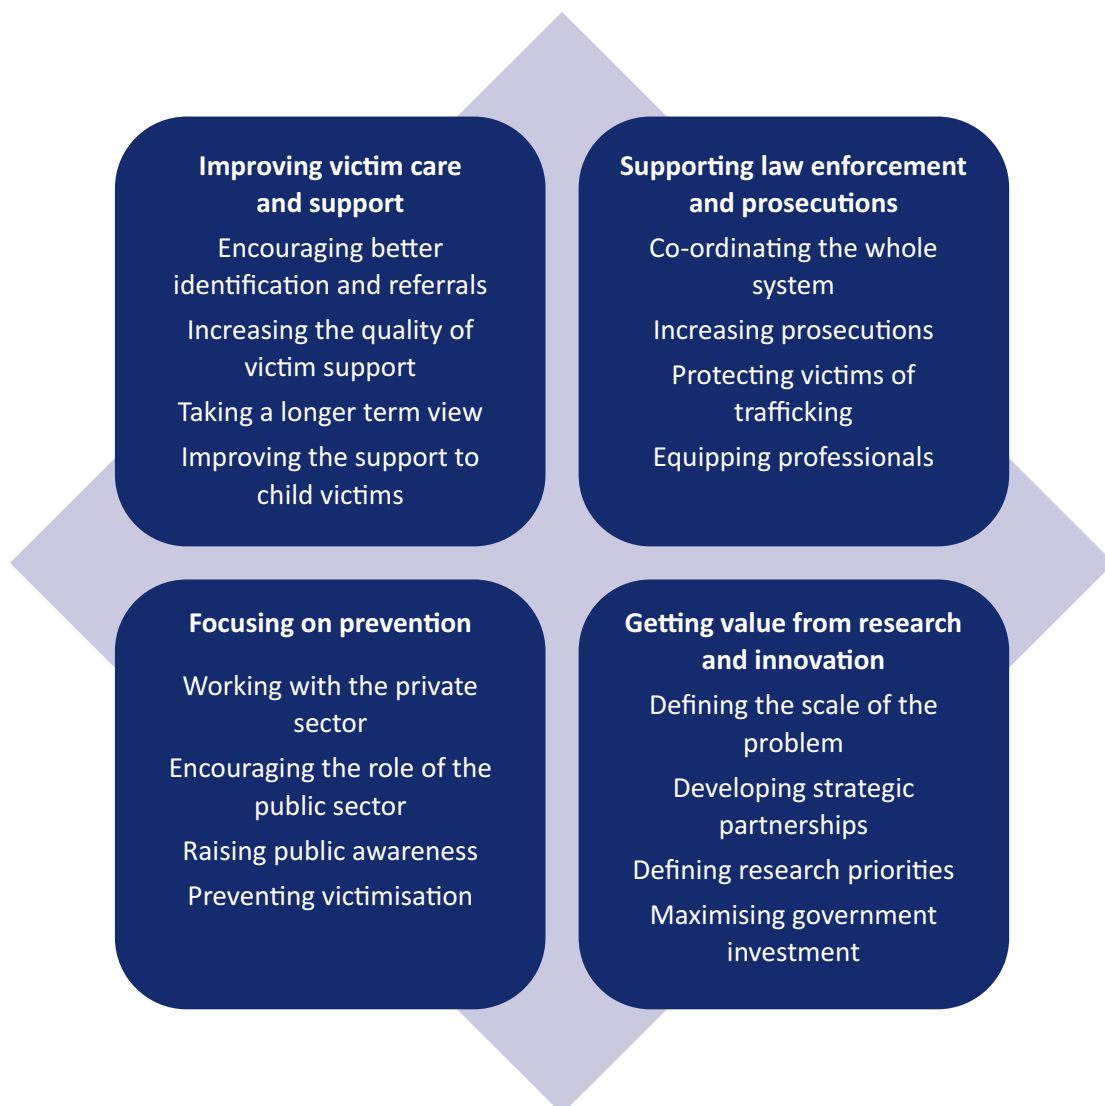 Improving victim care
and support
Encouraging better
identification and referrals
Increasing the quality of
victim support
Taking a longer term view
Improving the support to
child victims
Supporting law enforcement
and prosecutions
Co-ordinating the whole
system
Increasing prosecutions
Protecting victims of
trafficking
Equipping professionals
Focusing on prevention
Working with the private
sector
Encouraging the role of the
public sector
Raising public awareness
Preventing victimisation
Getting value from research
and innovation
Defining the scale of the
problem
Developing strategic
partnerships
Defining research priorities
Maximising government
investment